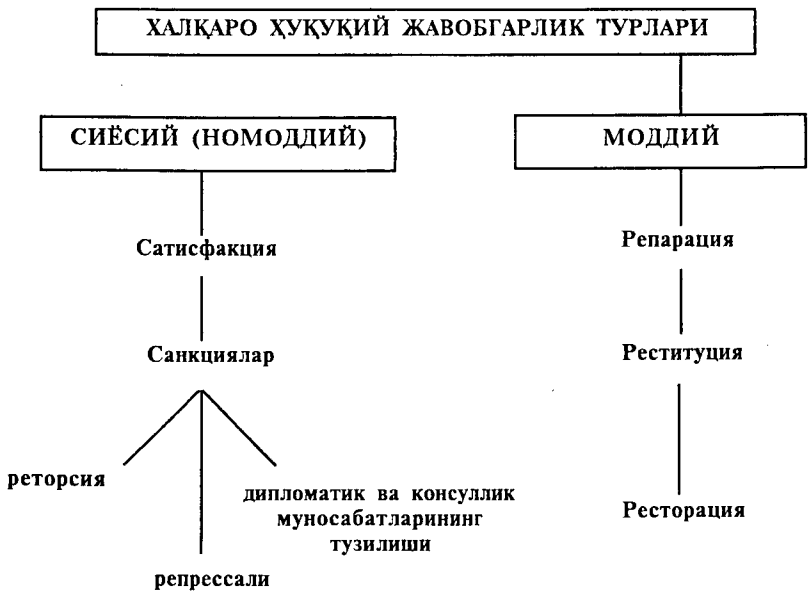 ХАЛҚАРО ҲУҚУҚИЙ ЖАВОБГАРЛИК ТУРЛАРИ
СИЁСИЙ (НОМОДДИЙ)
МОДДИЙ
Сатисфакция
Репарация
Санкциялар
Реституция
реторсия
дипломатик ва консуллик
муносабатларининг
тузилиши
Ресторация
репрессали